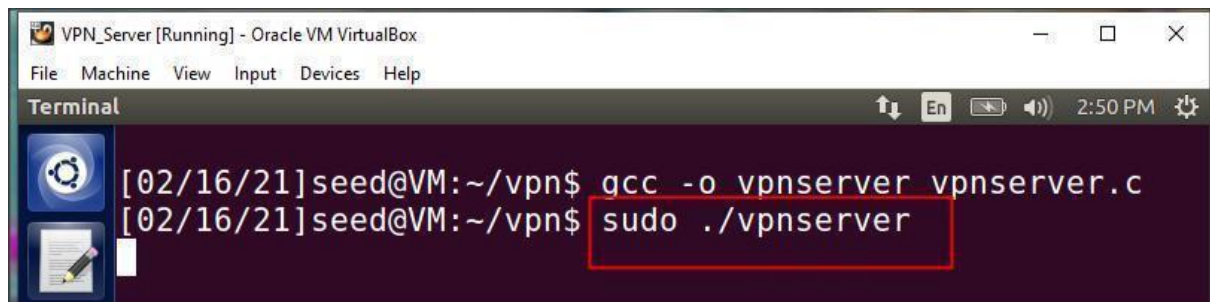 VPN_Server [Running] - Oracle VM VirtualBox
File Machine View Input Devices Help
Terminal En 2:50 PM
[02/16/21]seed@VM:~/vpn$ gcc -o vpnserver vpnserver.c
[02/16/21]seed@VM:~/vpn$ sudo ./vpnserver